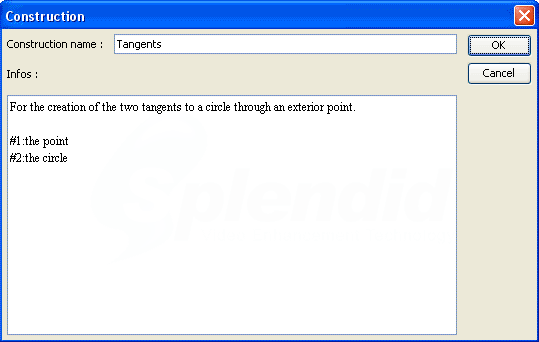 Construction
Construction name :
Tangents
OK
Infos :
Cancel
For the creation of the two tangents to a circle through an exterior point.
#1:the point
#2:the circle
Splendid